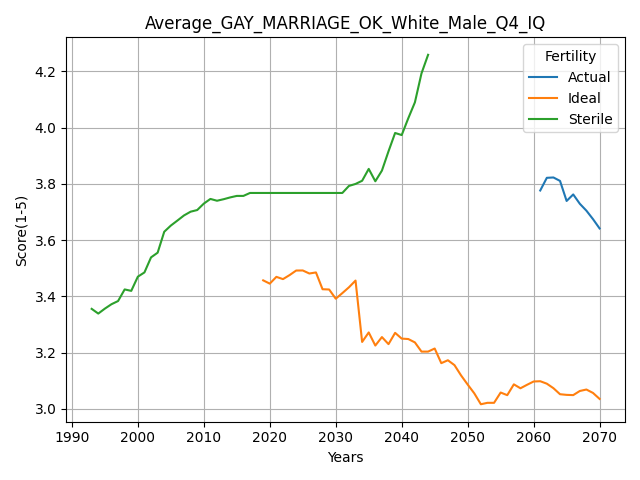 Average_GAY_MARRIAGE_OK_White_Male_Q4_IQ
Fertility
Actual
Ideal
Sterile
Score(1-5)
4.2
4.0
3.8
3.6
3.4
3.2
3.0
1990 2000 2010 2020 2030 2040 2050 2060 2070
Years